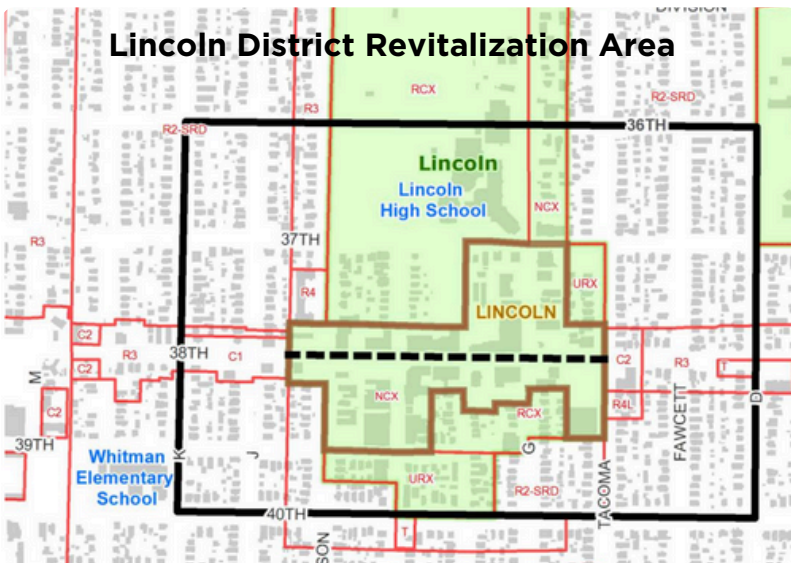 DIVISION
Lincoln District Revitalization Area
RCX
R2-SRD
R3
36TH
R2-SRD
Lincoln
Lincoln
High School
NCX
R3
37TH
URX
R4
LINCOLN
C2
R3
38TH
C1
C2
R3
C2
T
M
NCX
C2
RCX
R4L
FAWCETT
D
39TH
G
Whitman
Elementary
School
K
J
URX
R2-SRD
TACOMA
40TH
T
SON